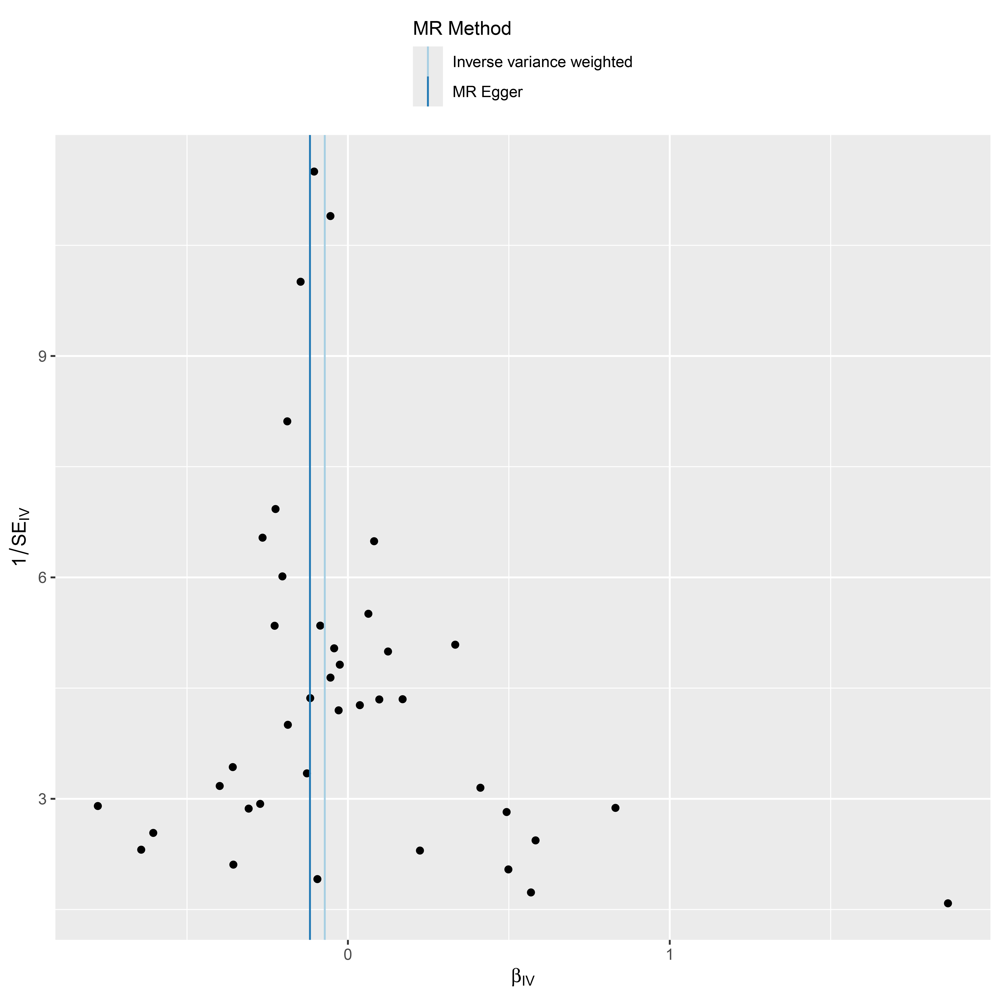 MR Method
Inverse variance weighted
MR Egger
9
6
3
1/SEIV
0
1
βIV